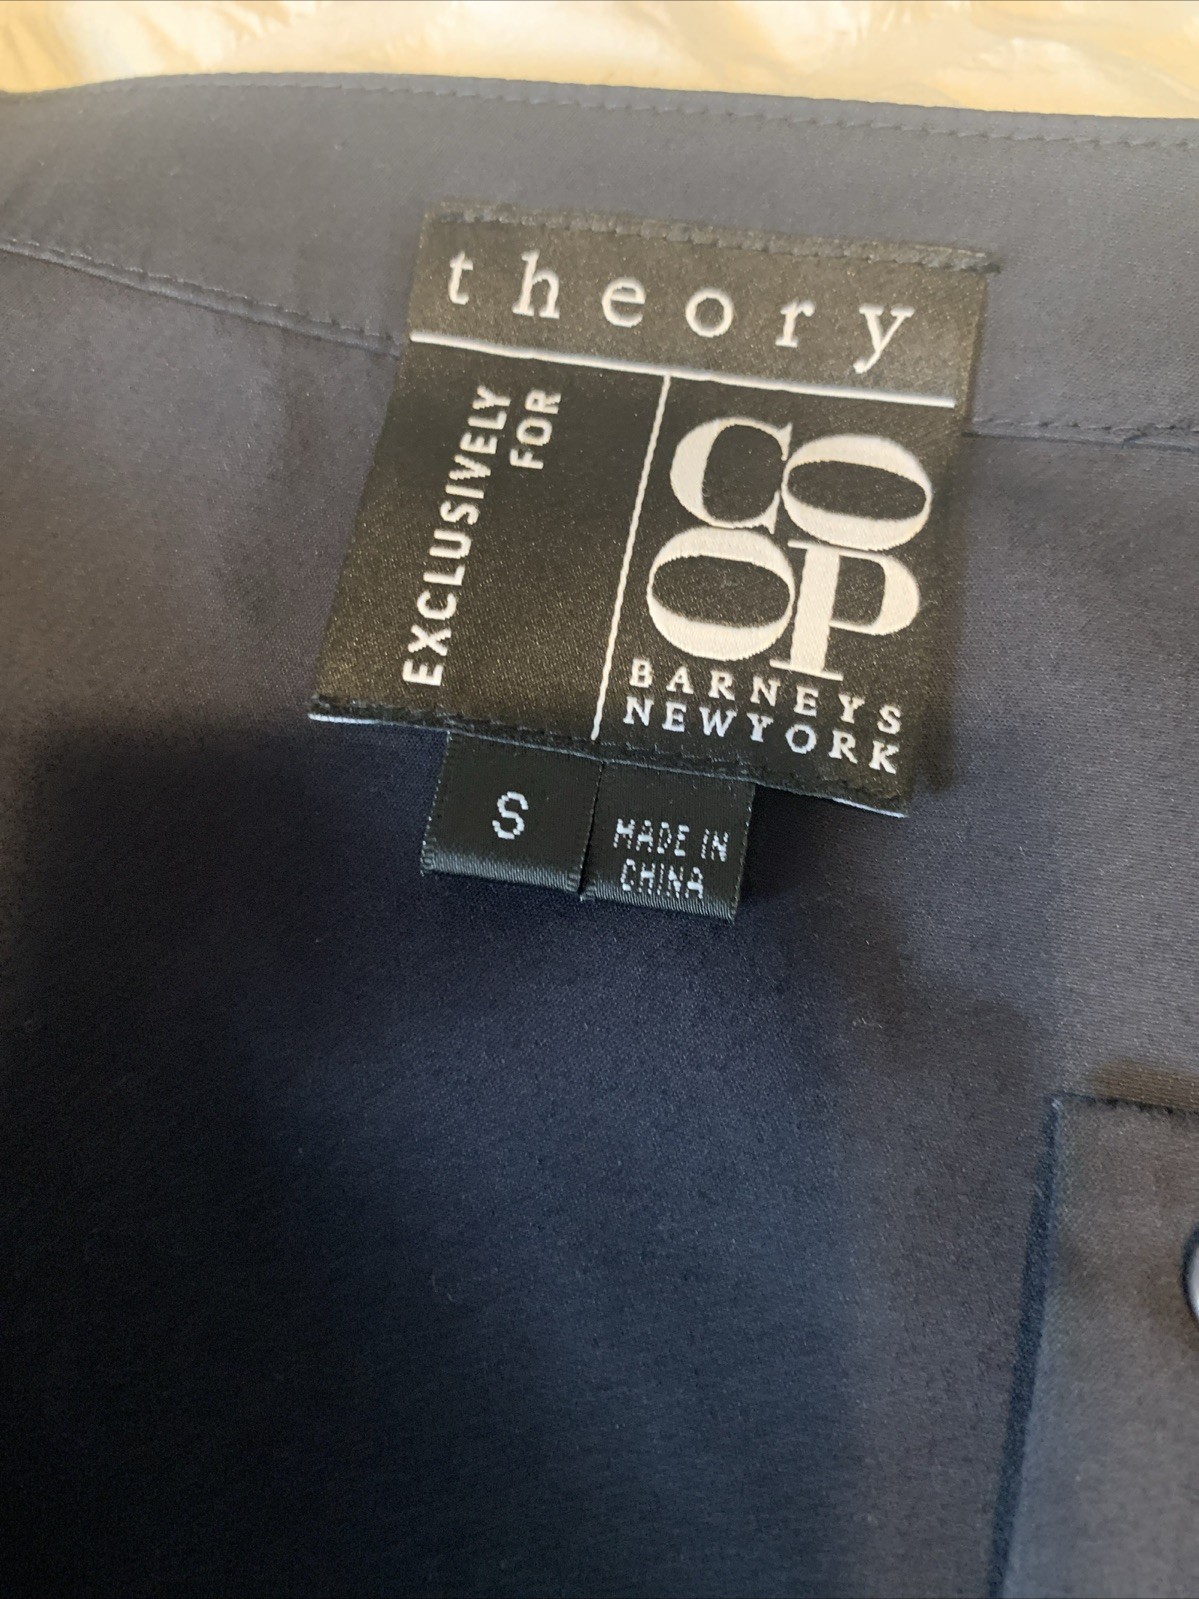 theory
EXCLUSIVELY
FOR
CO
OP
BARNEYS
NEWYORK
S
MADE IN
CHINA